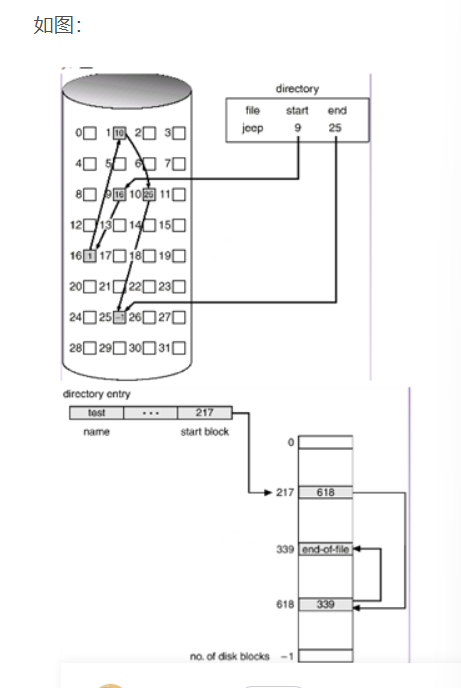 如图：
directory
file start end
jeep 9 25
0 1 10 2 3
4 5 6 7
8 9 16 10 25 11
12 13 14 15
16 1 17 18 19
20 21 22 23
24 25 -1 26 27
28 29 30 31
directory entry
test ... 217
name start block
0
217 618
339 end-of-file
618 339
no. of disk blocks -1